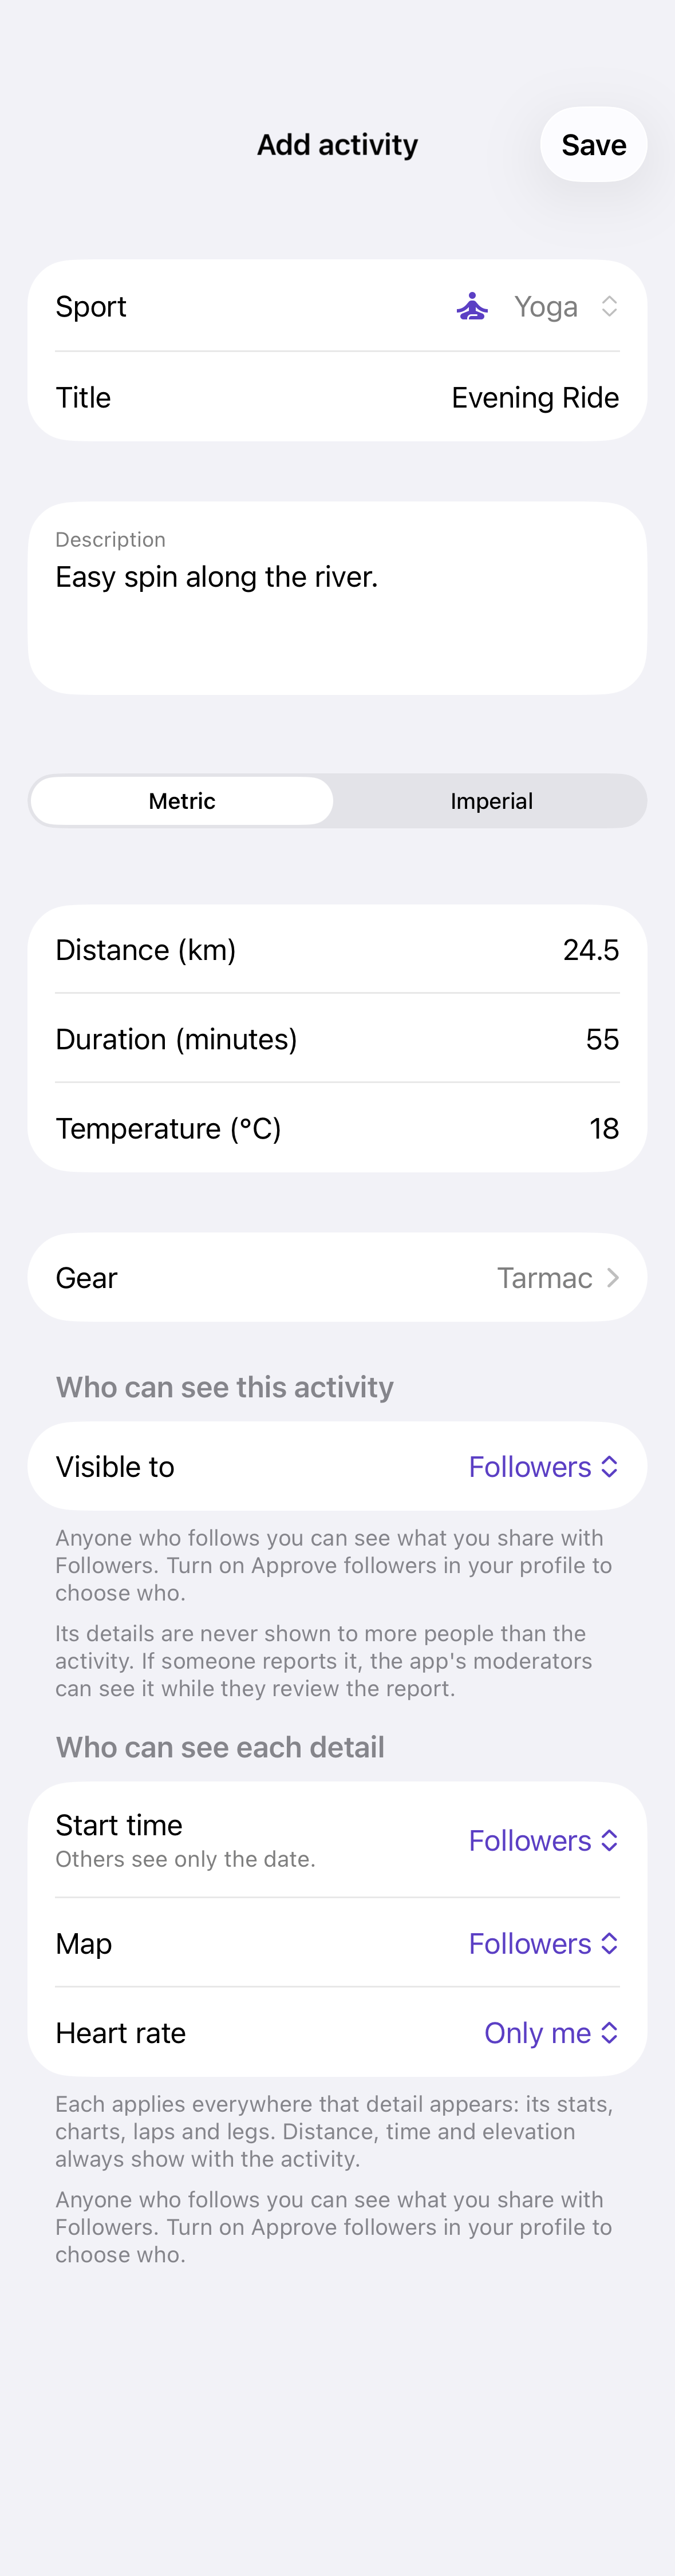 Add activity
Save
Sport
Yoga
Title
Evening Ride
Description
Easy spin along the river.
Metric
Imperial
Distance (km)
24.5
Duration (minutes)
55
Temperature (°C)
18
Gear
Tarmac
Who can see this activity
Visible to
Followers
Anyone who follows you can see what you share with
Followers. Turn on Approve followers in your profile to
choose who.
Its details are never shown to more people than the
activity. If someone reports it, the app's moderators
can see it while they review the report.
Who can see each detail
Start time
Others see only the date.
Followers
Map
Followers
Heart rate
Only me
Each applies everywhere that detail appears: its stats,
charts, laps and legs. Distance, time and elevation
always show with the activity.
Anyone who follows you can see what you share with
Followers. Turn on Approve followers in your profile to
choose who.